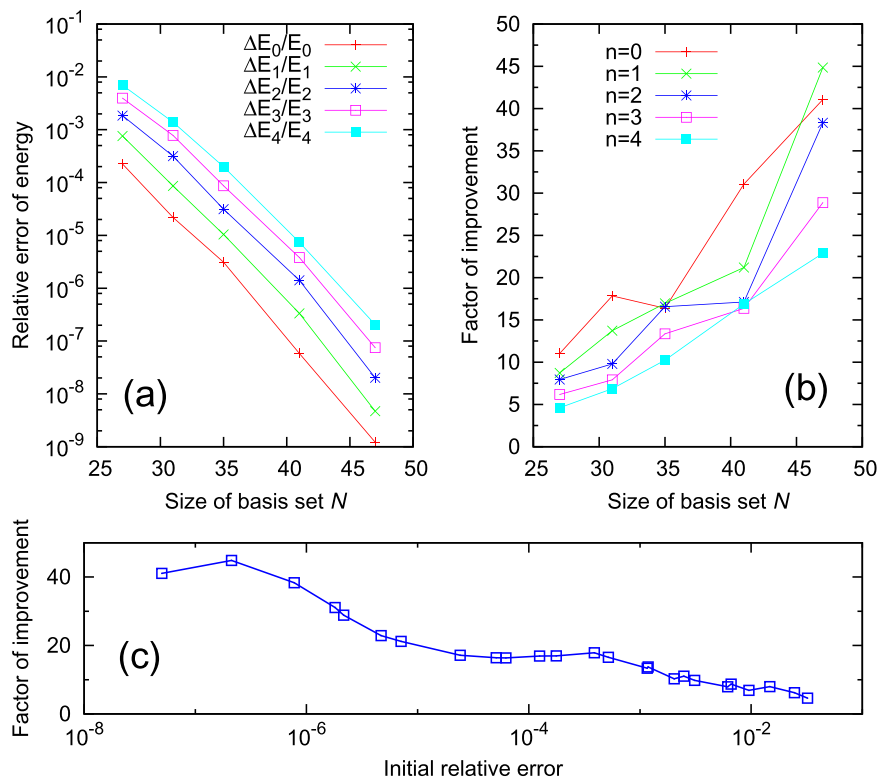 Relative error of energy
10⁻¹
10⁻²
10⁻³
10⁻⁴
10⁻⁵
10⁻⁶
10⁻⁷
10⁻⁸
10⁻⁹
ΔE₀/E₀
ΔE₁/E₁
ΔE₂/E₂
ΔE₃/E₃
ΔE₄/E₄
(a)
25 30 35 40 45 50
Size of basis set N
Factor of improvement
50
45
40
35
30
25
20
15
10
5
0
n=0
n=1
n=2
n=3
n=4
(b)
25 30 35 40 45 50
Size of basis set N
Factor of improvement
40
20
0
(c)
10⁻⁸ 10⁻⁶ 10⁻⁴ 10⁻²
Initial relative error